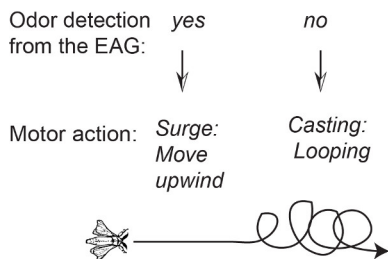 Odor detection yes no
from the EAG:
Motor action: Surge: Casting:
Move Looping
upwind